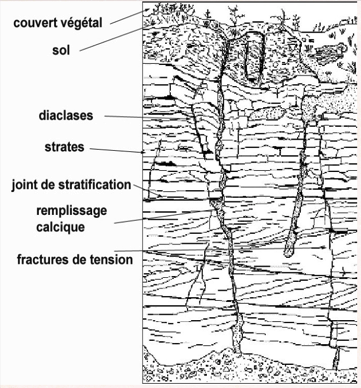 couvert végétal
sol
diaclases
strates
joint de stratification
remplissage
calcique
fractures de tension